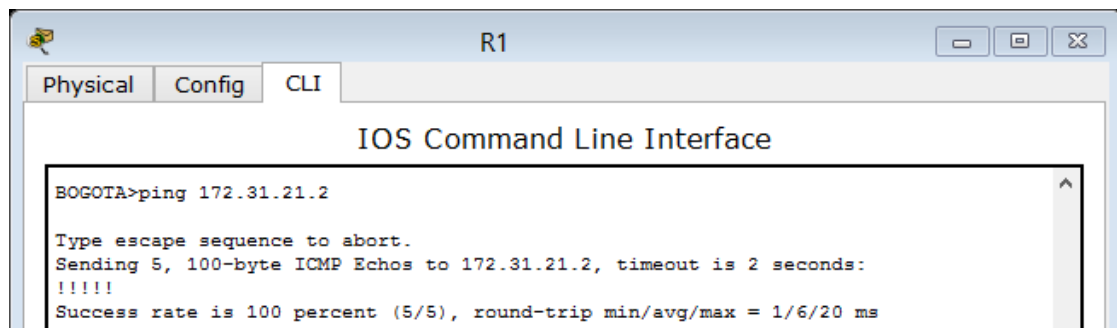 R1
Physical Config CLI
IOS Command Line Interface
BOGOTA>ping 172.31.21.2
Type escape sequence to abort.
Sending 5, 100-byte ICMP Echos to 172.31.21.2, timeout is 2 seconds:
!!!!!
Success rate is 100 percent (5/5), round-trip min/avg/max = 1/6/20 ms